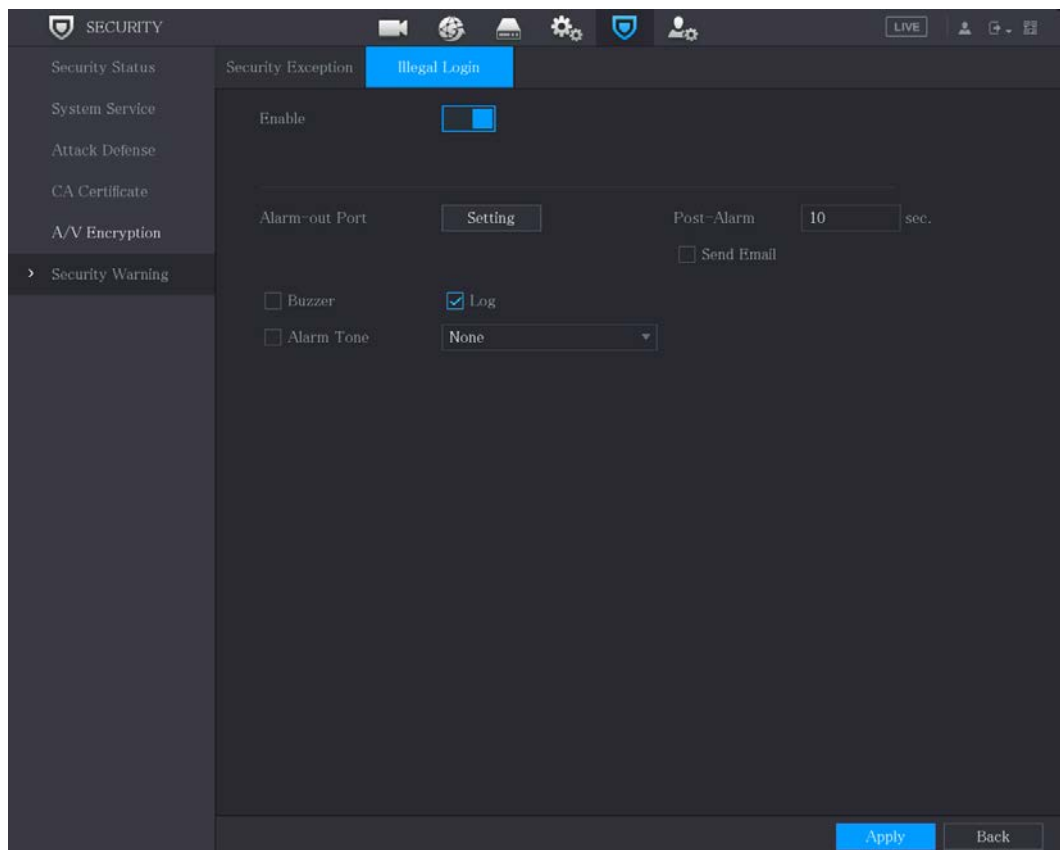 SECURITY
LIVE
Security Status
System Service
Attack Defense
CA Certificate
A/V Encryption
Security Warning
Security Exception
Illegal Login
Enable
Alarm-out Port
Setting
Post-Alarm
10
sec.
Send Email
Buzzer
Log
Alarm Tone
None
Apply
Back